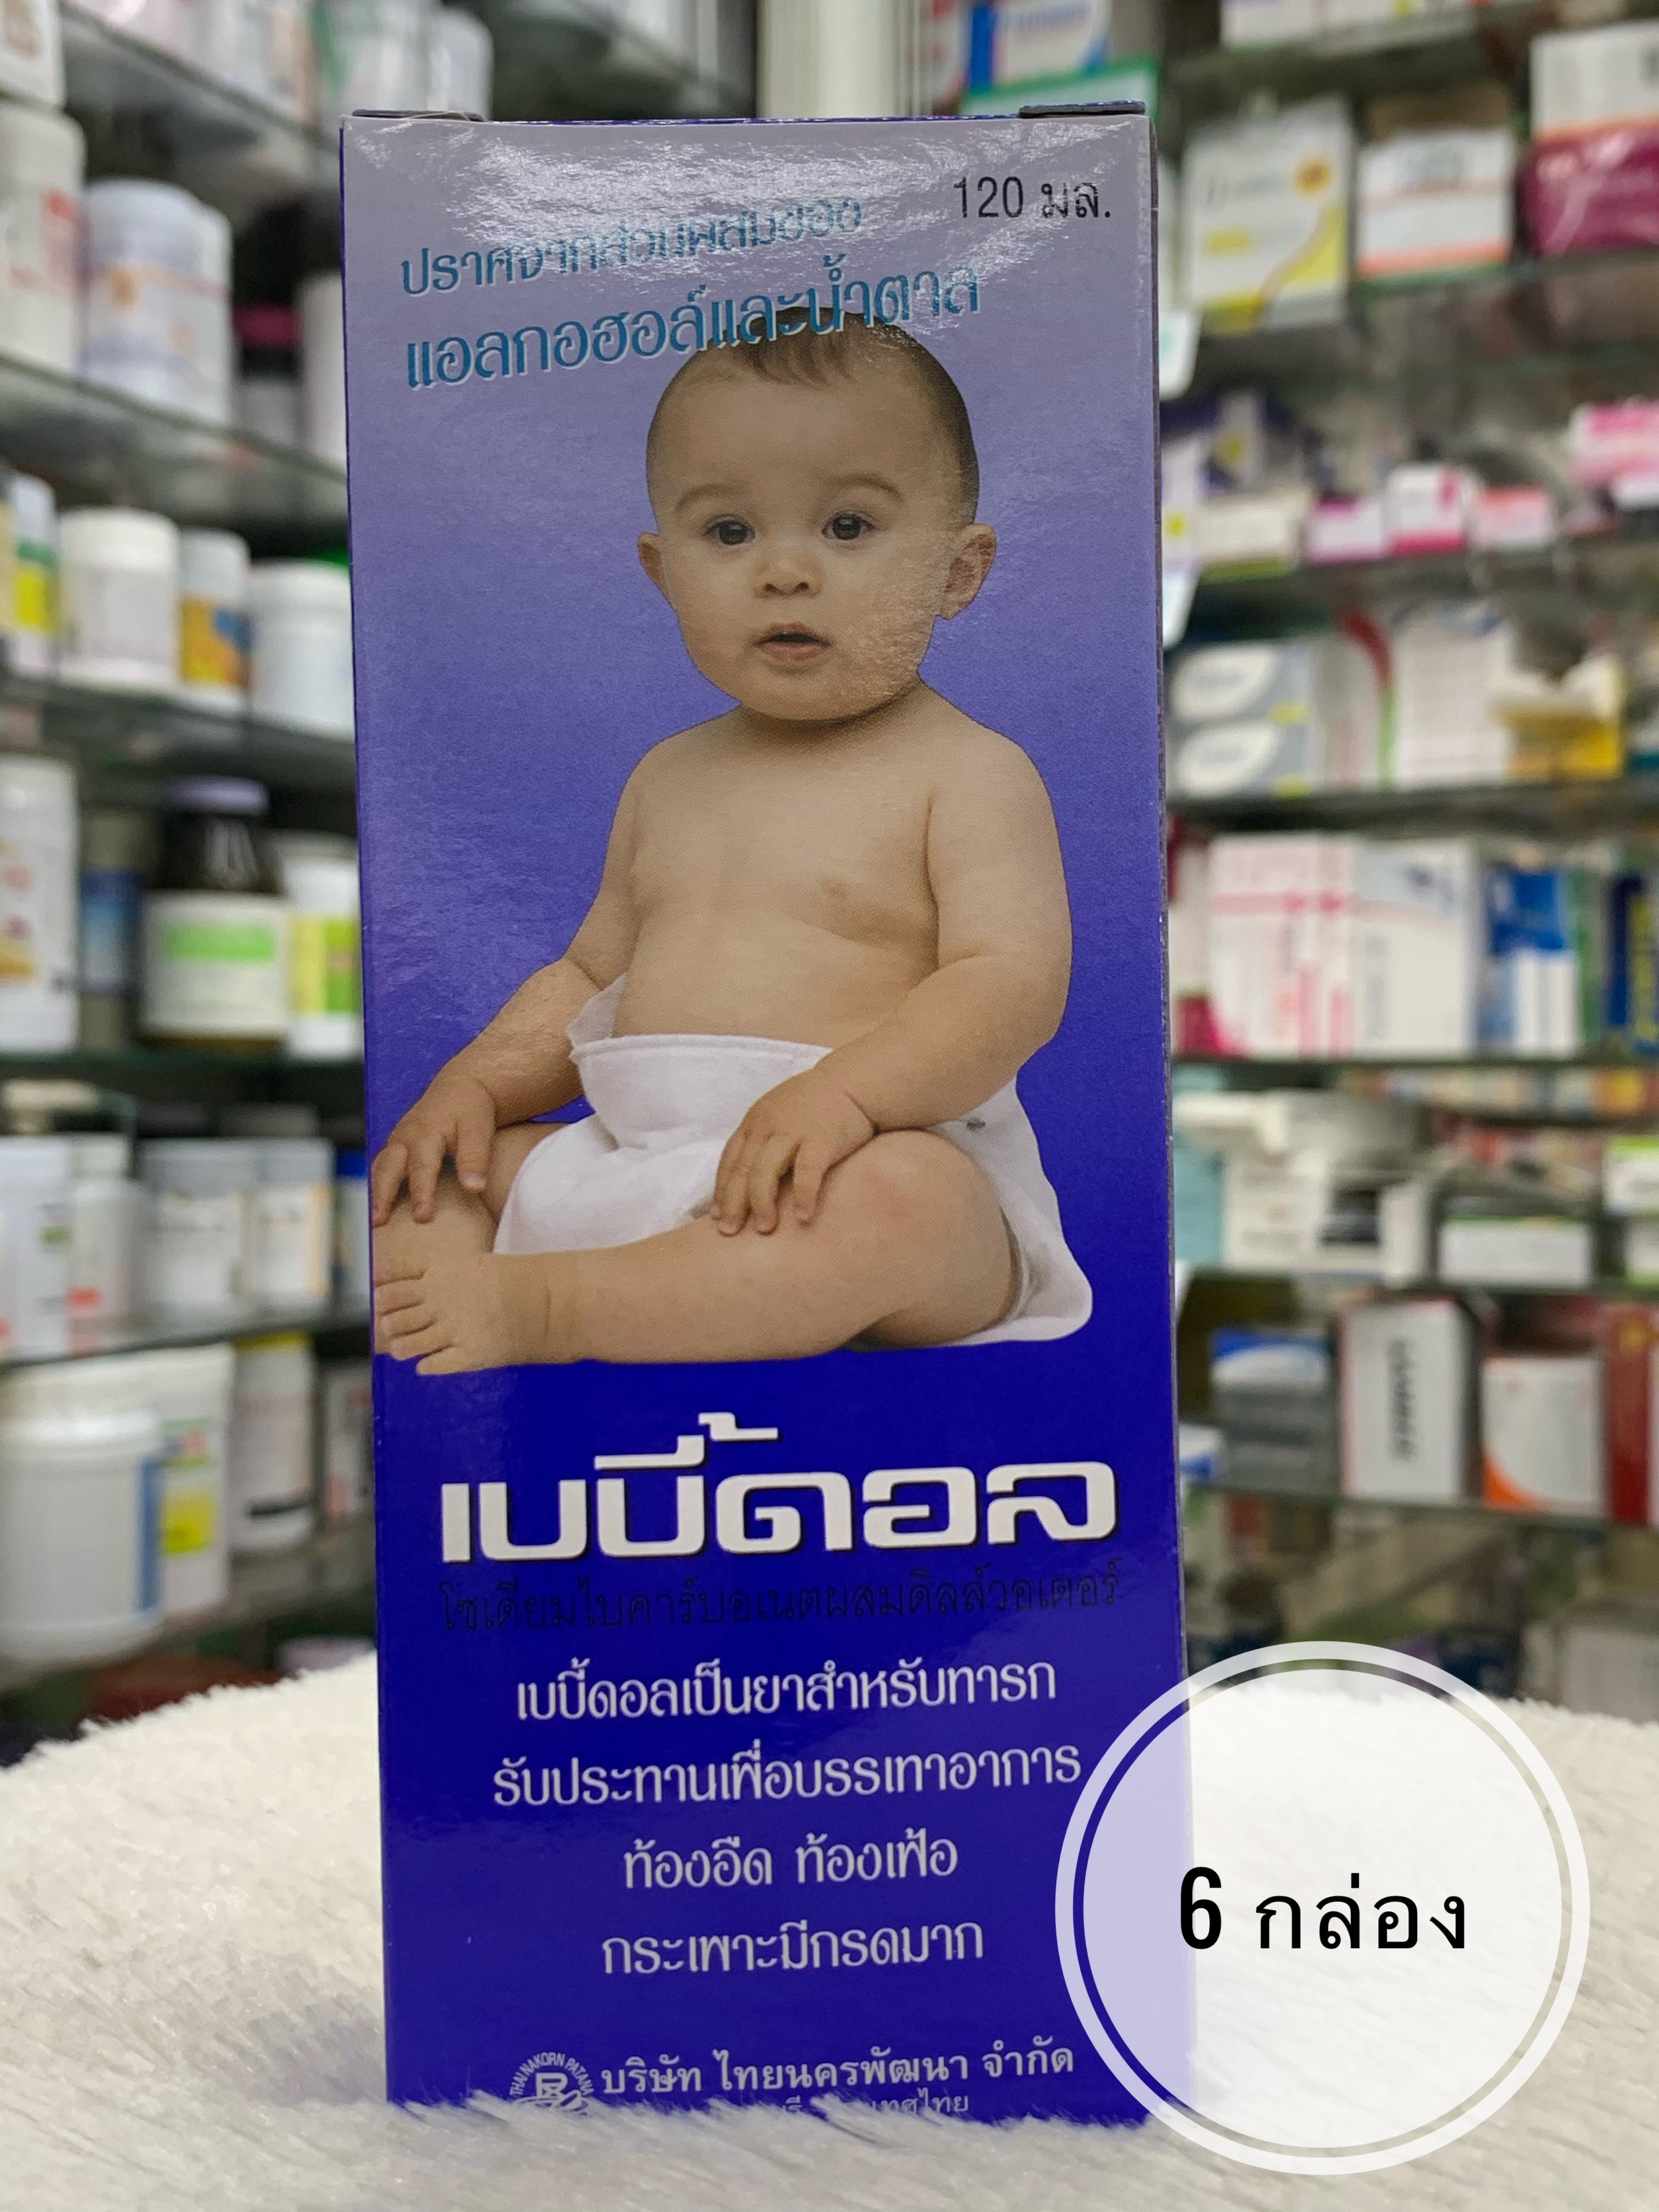 120 มล.
ปราศจากส่วนผสมของ
แอลกอฮอล์และน้ำตาล
เบบี้ดอล
โซเดียมไบคาร์บอเนตผสมดิลล์วอเตอร์
เบบี้ดอลเป็นยาสำหรับทารก
รับประทานเพื่อบรรเทาอาการ
ท้องอืด ท้องเฟ้อ
กระเพาะมีกรดมาก
6 กล่อง
THAI NAKORN PATANA
บริษัท ไทยนครพัฒนา จำกัด